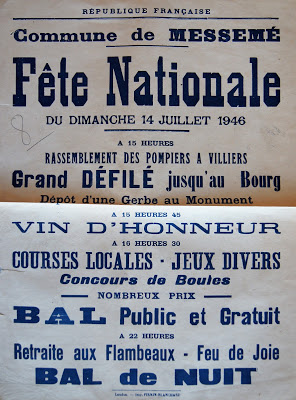 RÉPUBLIQUE FRANÇAISE
Commune de MESSEMÉ
Fête Nationale
DU DIMANCHE 14 JUILLET 1946
8
A 15 HEURES
RASSEMBLEMENT DES POMPIERS A VILLIERS
Grand DÉFILÉ jusqu'au Bourg
Dépôt d'une Gerbe au Monument
A 15 HEURES 45
VIN D'HONNEUR
A 16 HEURES 30
COURSES LOCALES - JEUX DIVERS
Concours de Boules
NOMBREUX PRIX
BAL Public et Gratuit
A 22 HEURES
Retraite aux Flambeaux - Feu de Joie
BAL de NUIT